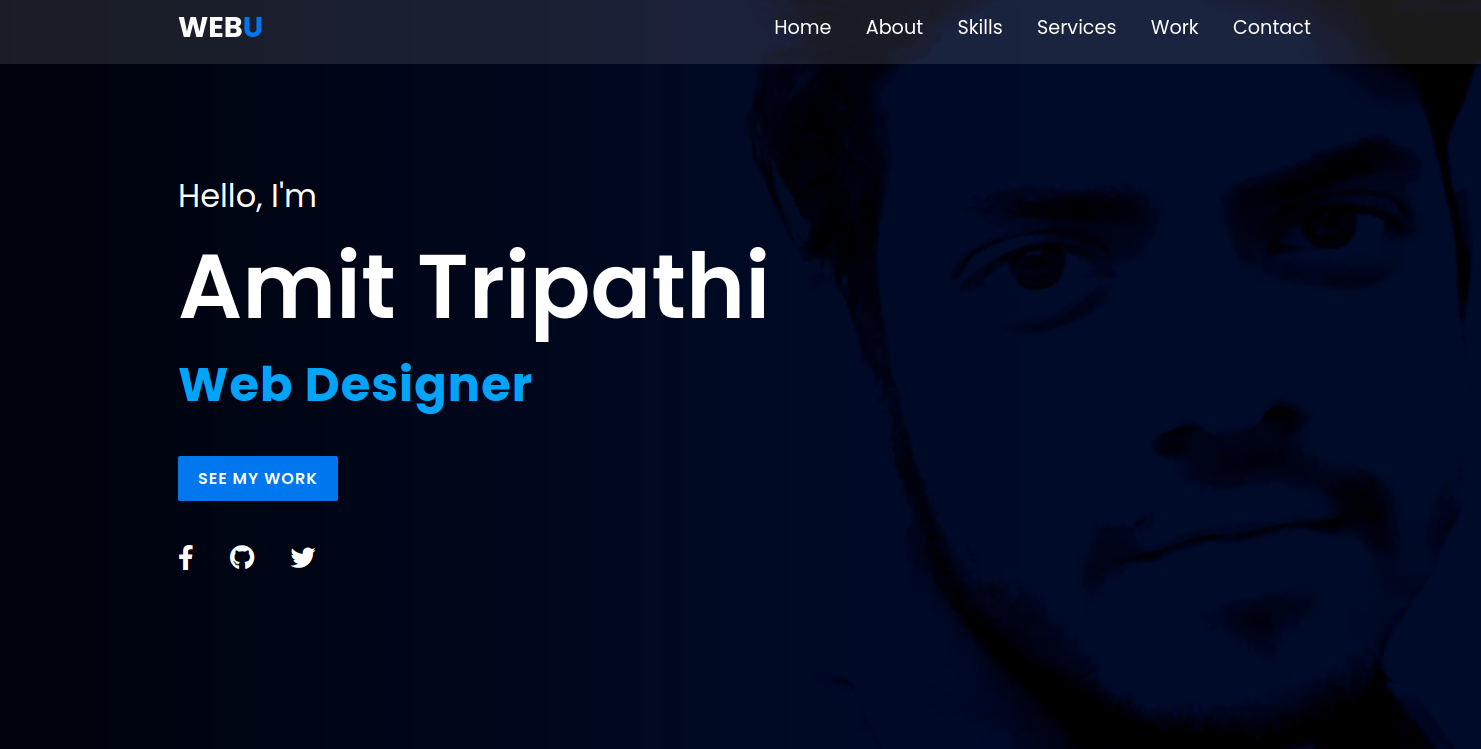 WEBU
Home About Skills Services Work Contact
Hello, I'm
Amit Tripathi
Web Designer
SEE MY WORK